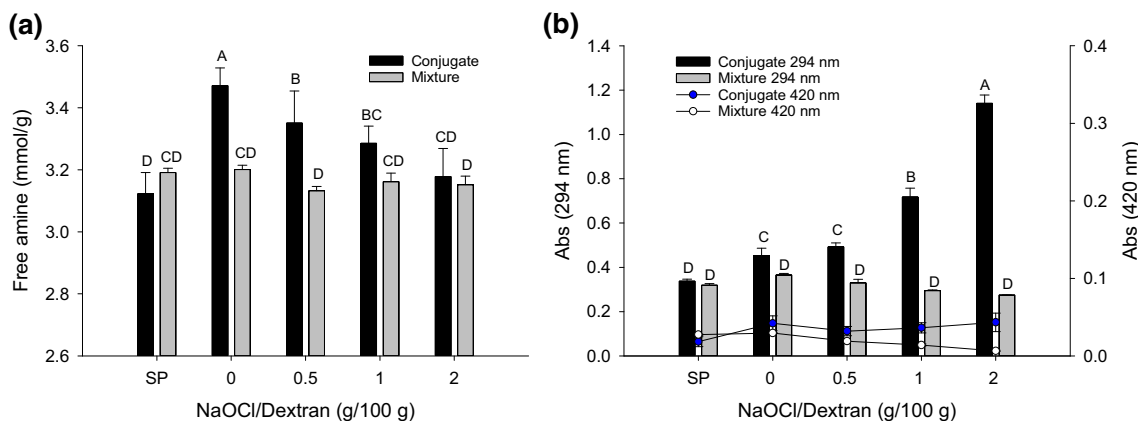 (a)
Free amine (mmol/g)
3.6
3.4
3.2
3.0
2.8
2.6
Conjugate
Mixture
D CD A CD B D BC CD CD D
SP 0 0.5 1 2
NaOCl/Dextran (g/100 g)
(b)
Abs (294 nm)
1.4
1.2
1.0
0.8
0.6
0.4
0.2
0.0
Conjugate 294 nm
Mixture 294 nm
Conjugate 420 nm
Mixture 420 nm
D D C D C D B D A D
0.4
0.3
0.2
0.1
0.0
Abs (420 nm)
SP 0 0.5 1 2
NaOCl/Dextran (g/100 g)